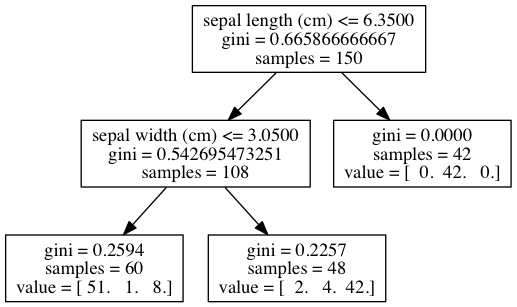 sepal length (cm) <= 6.3500
gini = 0.665866666667
samples = 150
sepal width (cm) <= 3.0500
gini = 0.542695473251
samples = 108
gini = 0.0000
samples = 42
value = [  0.  42.   0.]
gini = 0.2594
samples = 60
value = [ 51.   1.   8.]
gini = 0.2257
samples = 48
value = [  2.   4.  42.]